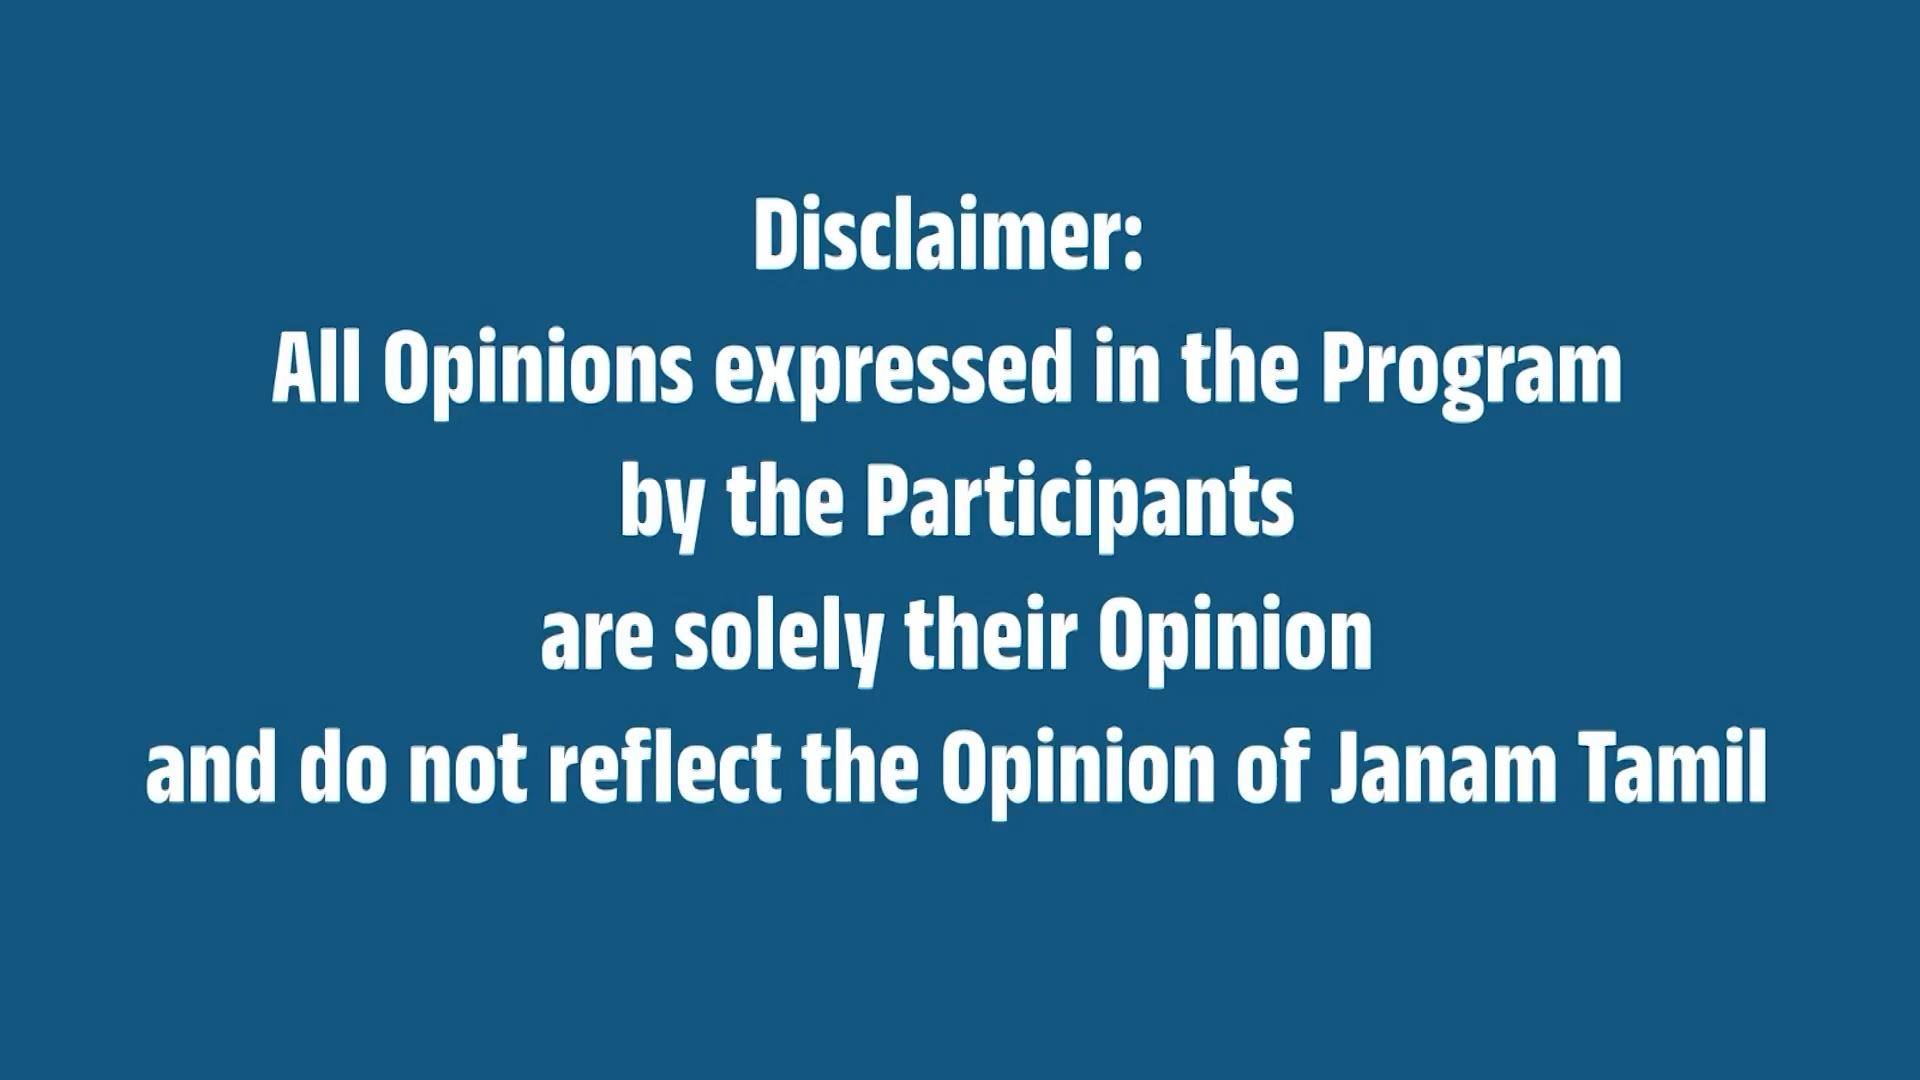 Disclaimer:
All Opinions expressed in the Program
by the Participants
are solely their Opinion
and do not reflect the Opinion of Janam Tamil